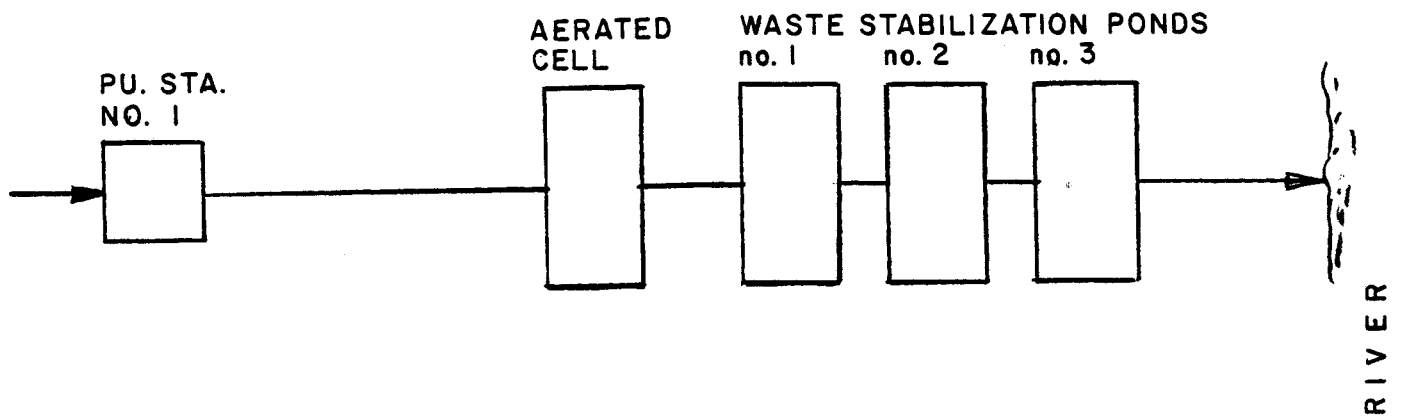 PU. STA.
NO. 1
AERATED
CELL
WASTE STABILIZATION PONDS
no. 1 no. 2 no. 3
RIVER